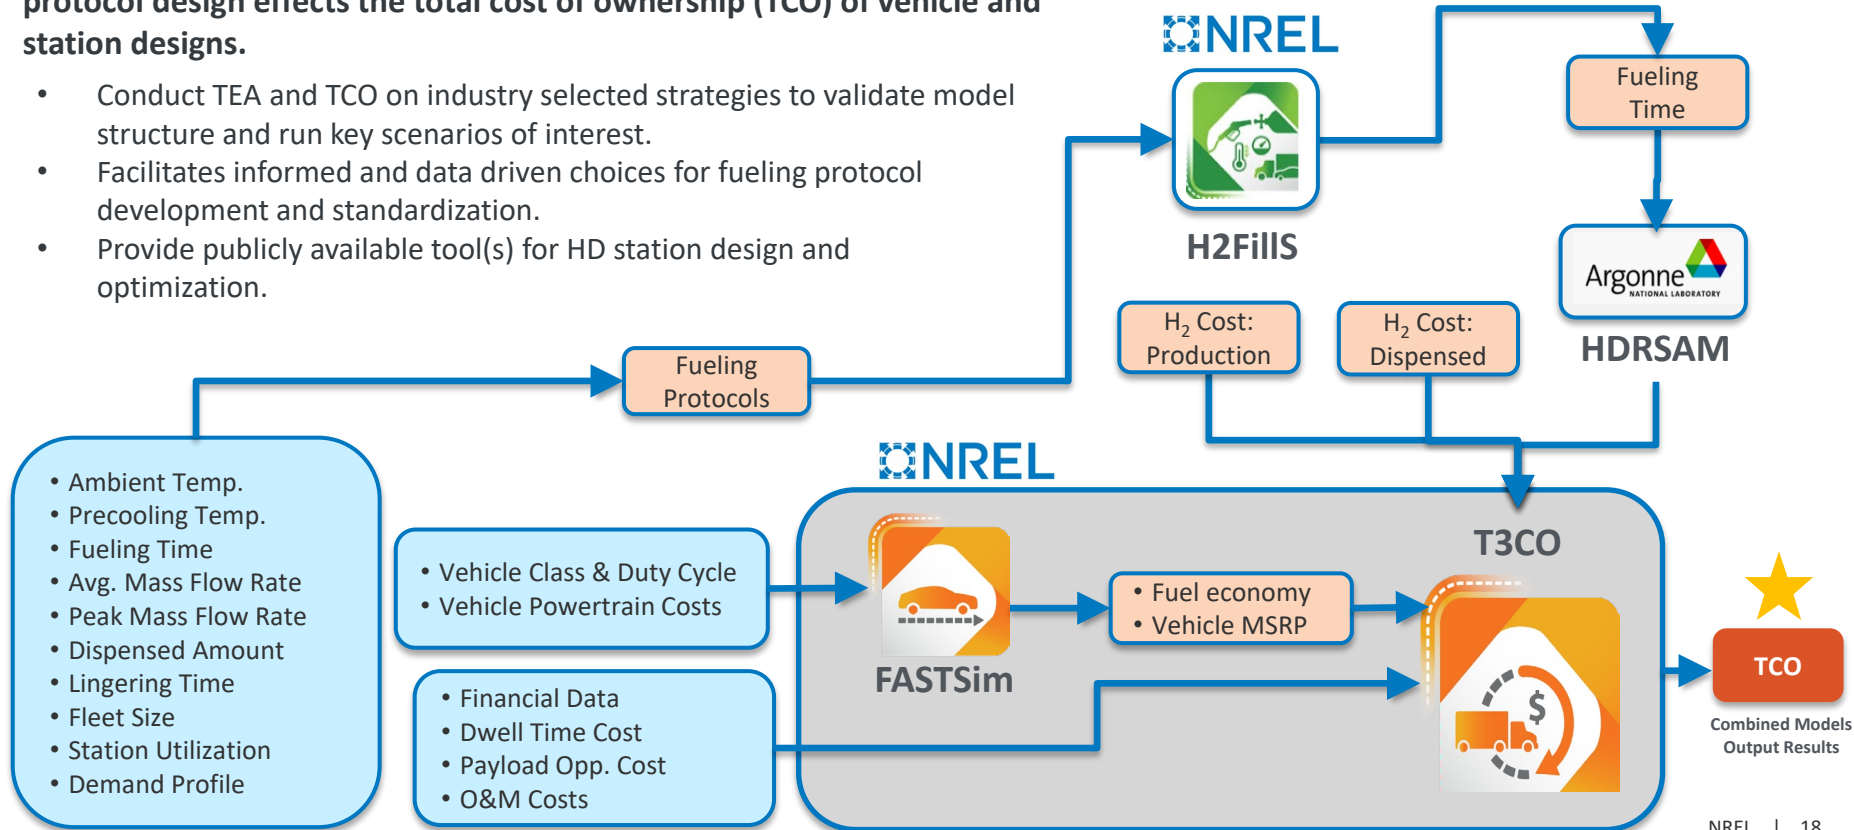 protocol design effects the total cost of ownership (TCO) of vehicle and
station designs.
• Conduct TEA and TCO on industry selected strategies to validate model
structure and run key scenarios of interest.
• Facilitates informed and data driven choices for fueling protocol
development and standardization.
• Provide publicly available tool(s) for HD station design and
optimization.
NREL
H2FillS
Fueling
Time
Argonne
NATIONAL LABORATORY
HDRSAM
H₂ Cost:
Production
H₂ Cost:
Dispensed
Fueling
Protocols
• Ambient Temp.
• Precooling Temp.
• Fueling Time
• Avg. Mass Flow Rate
• Peak Mass Flow Rate
• Dispensed Amount
• Lingering Time
• Fleet Size
• Station Utilization
• Demand Profile
• Vehicle Class & Duty Cycle
• Vehicle Powertrain Costs
• Financial Data
• Dwell Time Cost
• Payload Opp. Cost
• O&M Costs
NREL
FASTSim
• Fuel economy
• Vehicle MSRP
T3CO
$
TCO
Combined Models
Output Results
NREL | 18